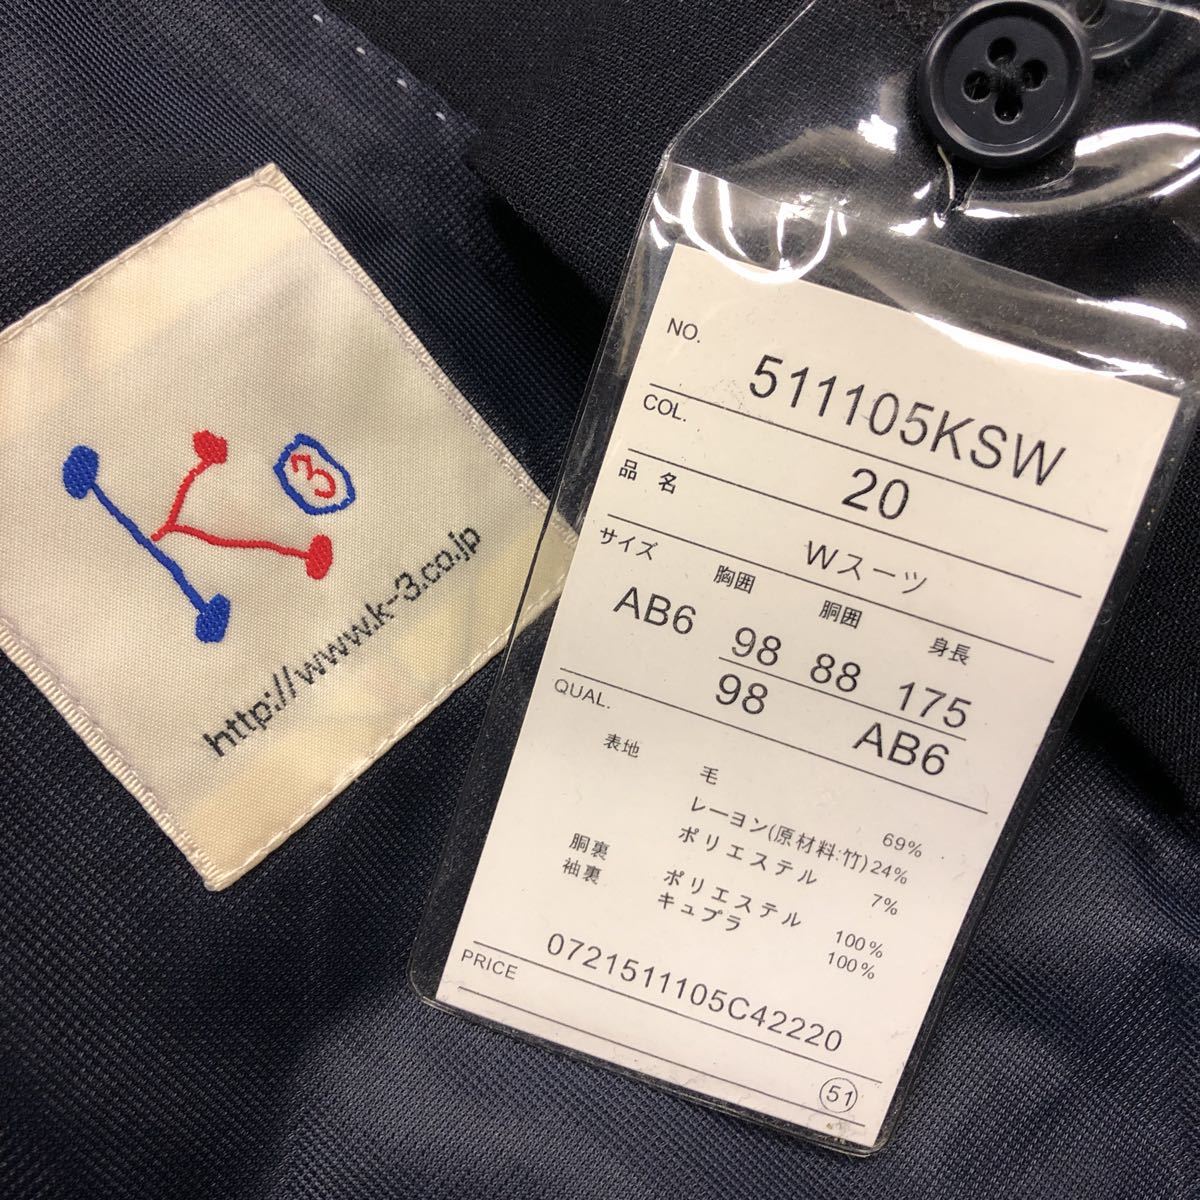 3
http://www.k-3.co.jp
NO. 511105KSW
COL. 20
品名 Wスーツ
サイズ 胸囲 胴囲 身長
AB6 98 88 175
98 AB6
QUAL.
表地 毛 69%
レーヨン(原材料:竹) 24%
ポリエステル 7%
胴裏 ポリエステル 100%
袖裏 キュプラ 100%
0721511105C42220
PRICE
51